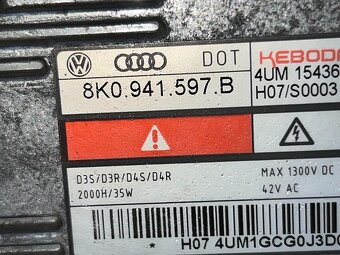 DOT
KEBODA
8K0.941.597.B
4UM 15436
H07/S0003
D3S/D3R/D4S/D4R
2000H/35W
MAX 1300V DC
42V AC
* H07 4UM1GCG0J3D0